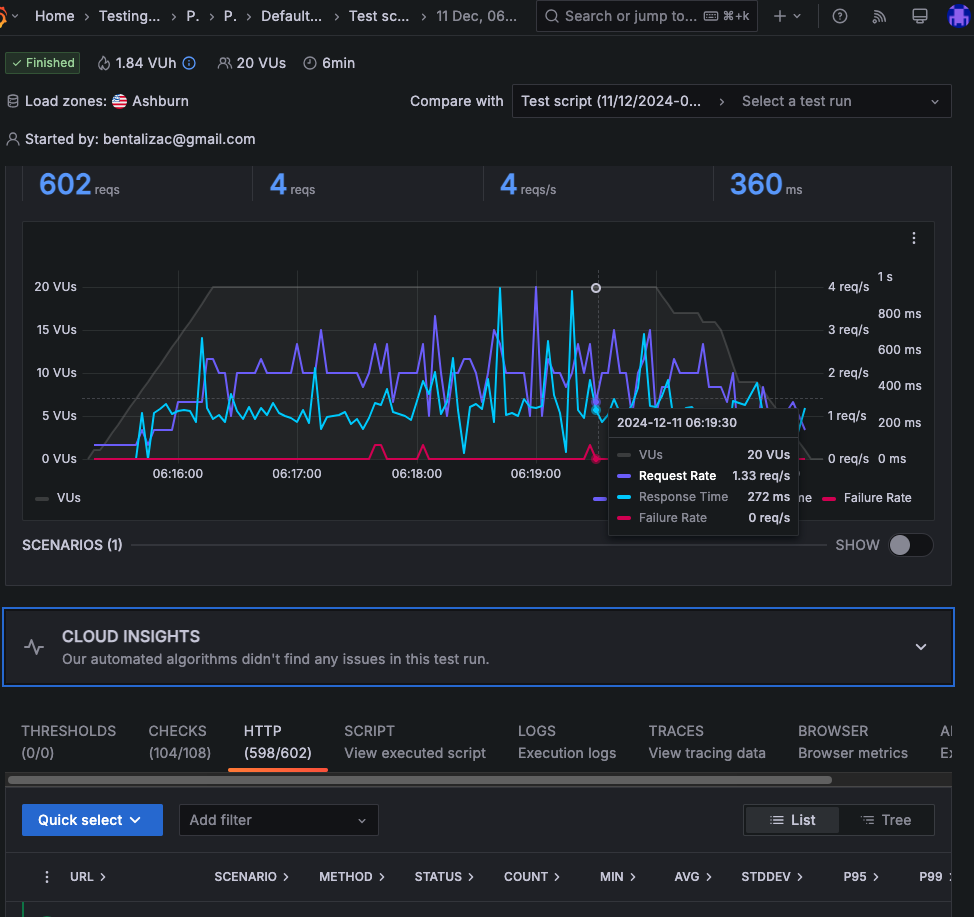 Home > Testing... > P. > P. > Default... > Test sc... > 11 Dec, 06... Search or jump to... ⌘+k
Finished 1.84 VUh 20 VUs 6min
Load zones: Ashburn Compare with Test script (11/12/2024-0... > Select a test run
Started by: bentalizac@gmail.com
602 reqs 4 reqs 4 reqs/s 360 ms
1 s
20 VUs 4 req/s
800 ms
15 VUs 3 req/s
600 ms
10 VUs 2 req/s
400 ms
5 VUs 1 req/s
200 ms
0 VUs 0 req/s 0 ms
06:16:00 06:17:00 06:18:00 06:19:00
VUs me Failure Rate
2024-12-11 06:19:30
VUs 20 VUs
Request Rate 1.33 req/s
Response Time 272 ms
Failure Rate 0 req/s
SCENARIOS (1) SHOW
CLOUD INSIGHTS
Our automated algorithms didn't find any issues in this test run.
THRESHOLDS CHECKS HTTP SCRIPT LOGS TRACES BROWSER
(0/0) (104/108) (598/602) View executed script Execution logs View tracing data Browser metrics
Quick select Add filter List Tree
URL > SCENARIO > METHOD > STATUS > COUNT > MIN > AVG > STDDEV > P95 > P99